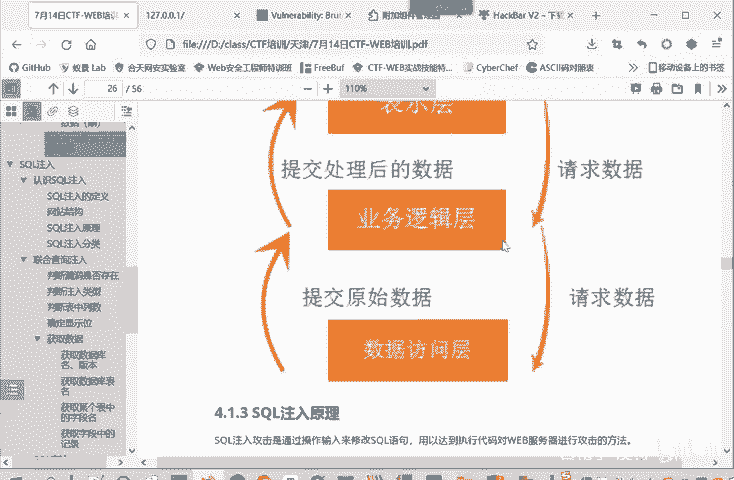 7月14日CTF-WEB培训
127.0.0.1/
Vulnerability: Brut
附加组件管理器
HackBar V2 – 下载
file:///D:/class/CTF培训/天津/7月14日CTF-WEB培训.pdf
GitHub
蚁景 Lab
合天网安实验室
Web安全工程师特训班
FreeBuf
CTF-WEB实战技能特...
CyberChef
ASCII码对照表
移动设备上的书签
26 / 56
110%
SQL注入
认识SQL注入
SQL注入的定义
网站结构
SQL注入原理
SQL注入分类
联合查询注入
判断漏洞是否存在
判断注入类型
判断表中列数
确定显示位
获取数据
获取数据库
名、版本
获取数据库表
名
获取某个表中
的字段名
获取字段中的
记录
表示层
提交处理后的数据
请求数据
业务逻辑层
提交原始数据
请求数据
数据访问层
4.1.3 SQL注入原理
SQL注入攻击是通过操作输入来修改SQL语句，用以达到执行代码对WEB服务器进行攻击的方法。